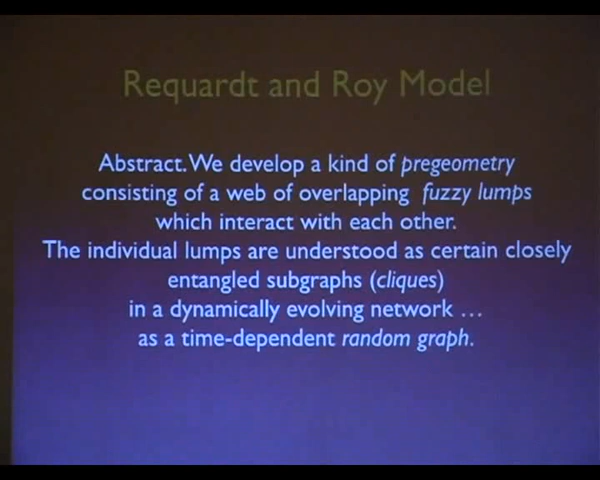 Requardt and Roy Model
Abstract. We develop a kind of pregeometry
consisting of a web of overlapping fuzzy lumps
which interact with each other.
The individual lumps are understood as certain closely
entangled subgraphs (cliques)
in a dynamically evolving network ...
as a time-dependent random graph.